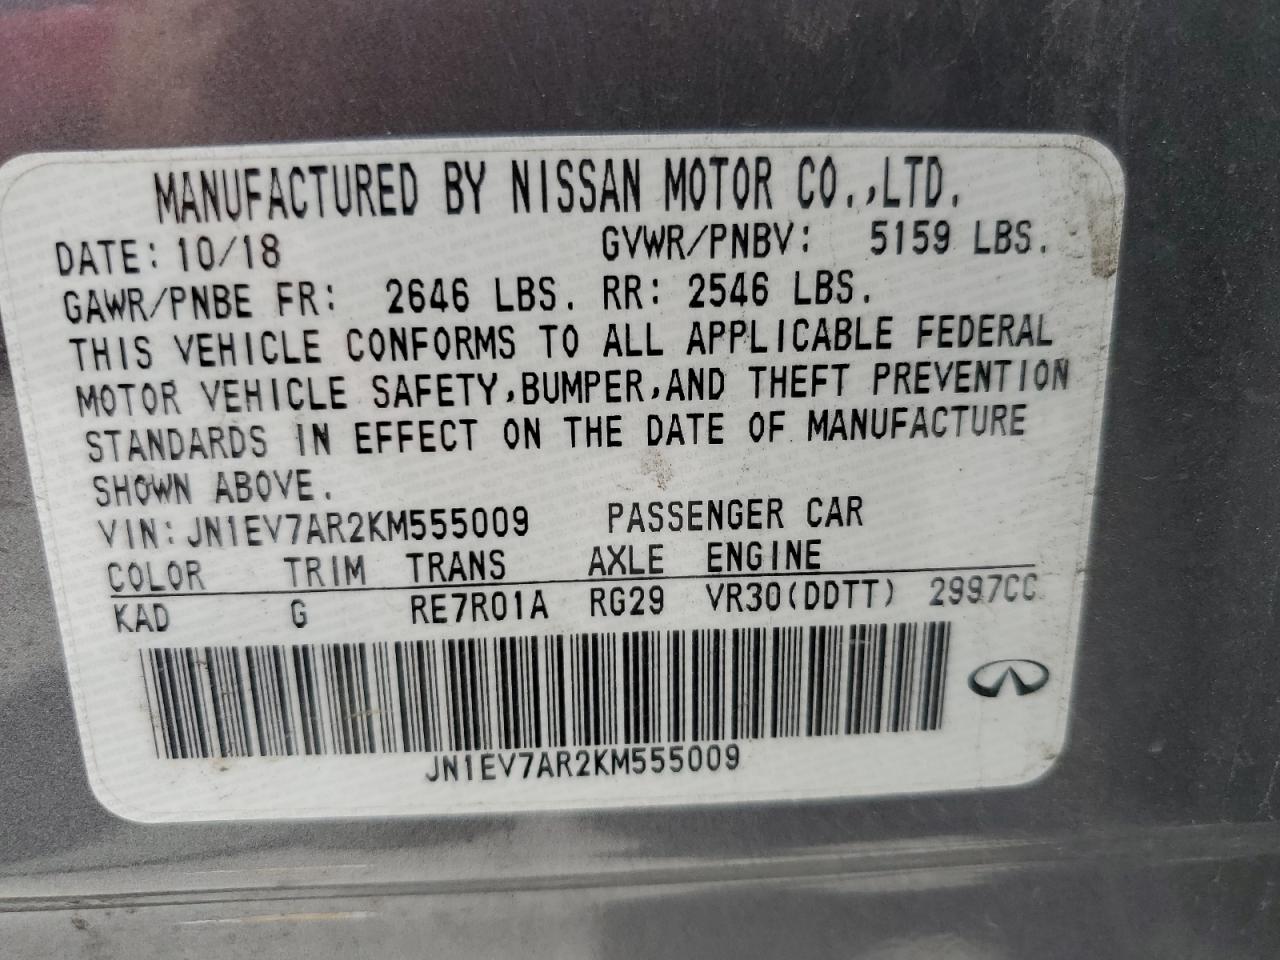 MANUFACTURED BY NISSAN MOTOR CO.,LTD.
DATE: 10/18 GVWR/PNBV: 5159 LBS.
GAWR/PNBE FR: 2646 LBS. RR: 2546 LBS.
THIS VEHICLE CONFORMS TO ALL APPLICABLE FEDERAL
MOTOR VEHICLE SAFETY,BUMPER,AND THEFT PREVENTION
STANDARDS IN EFFECT ON THE DATE OF MANUFACTURE
SHOWN ABOVE.
VIN: JN1EV7AR2KM555009 PASSENGER CAR
COLOR TRIM TRANS AXLE ENGINE
KAD G RE7R01A RG29 VR30(DDTT) 2997CC
JN1EV7AR2KM555009